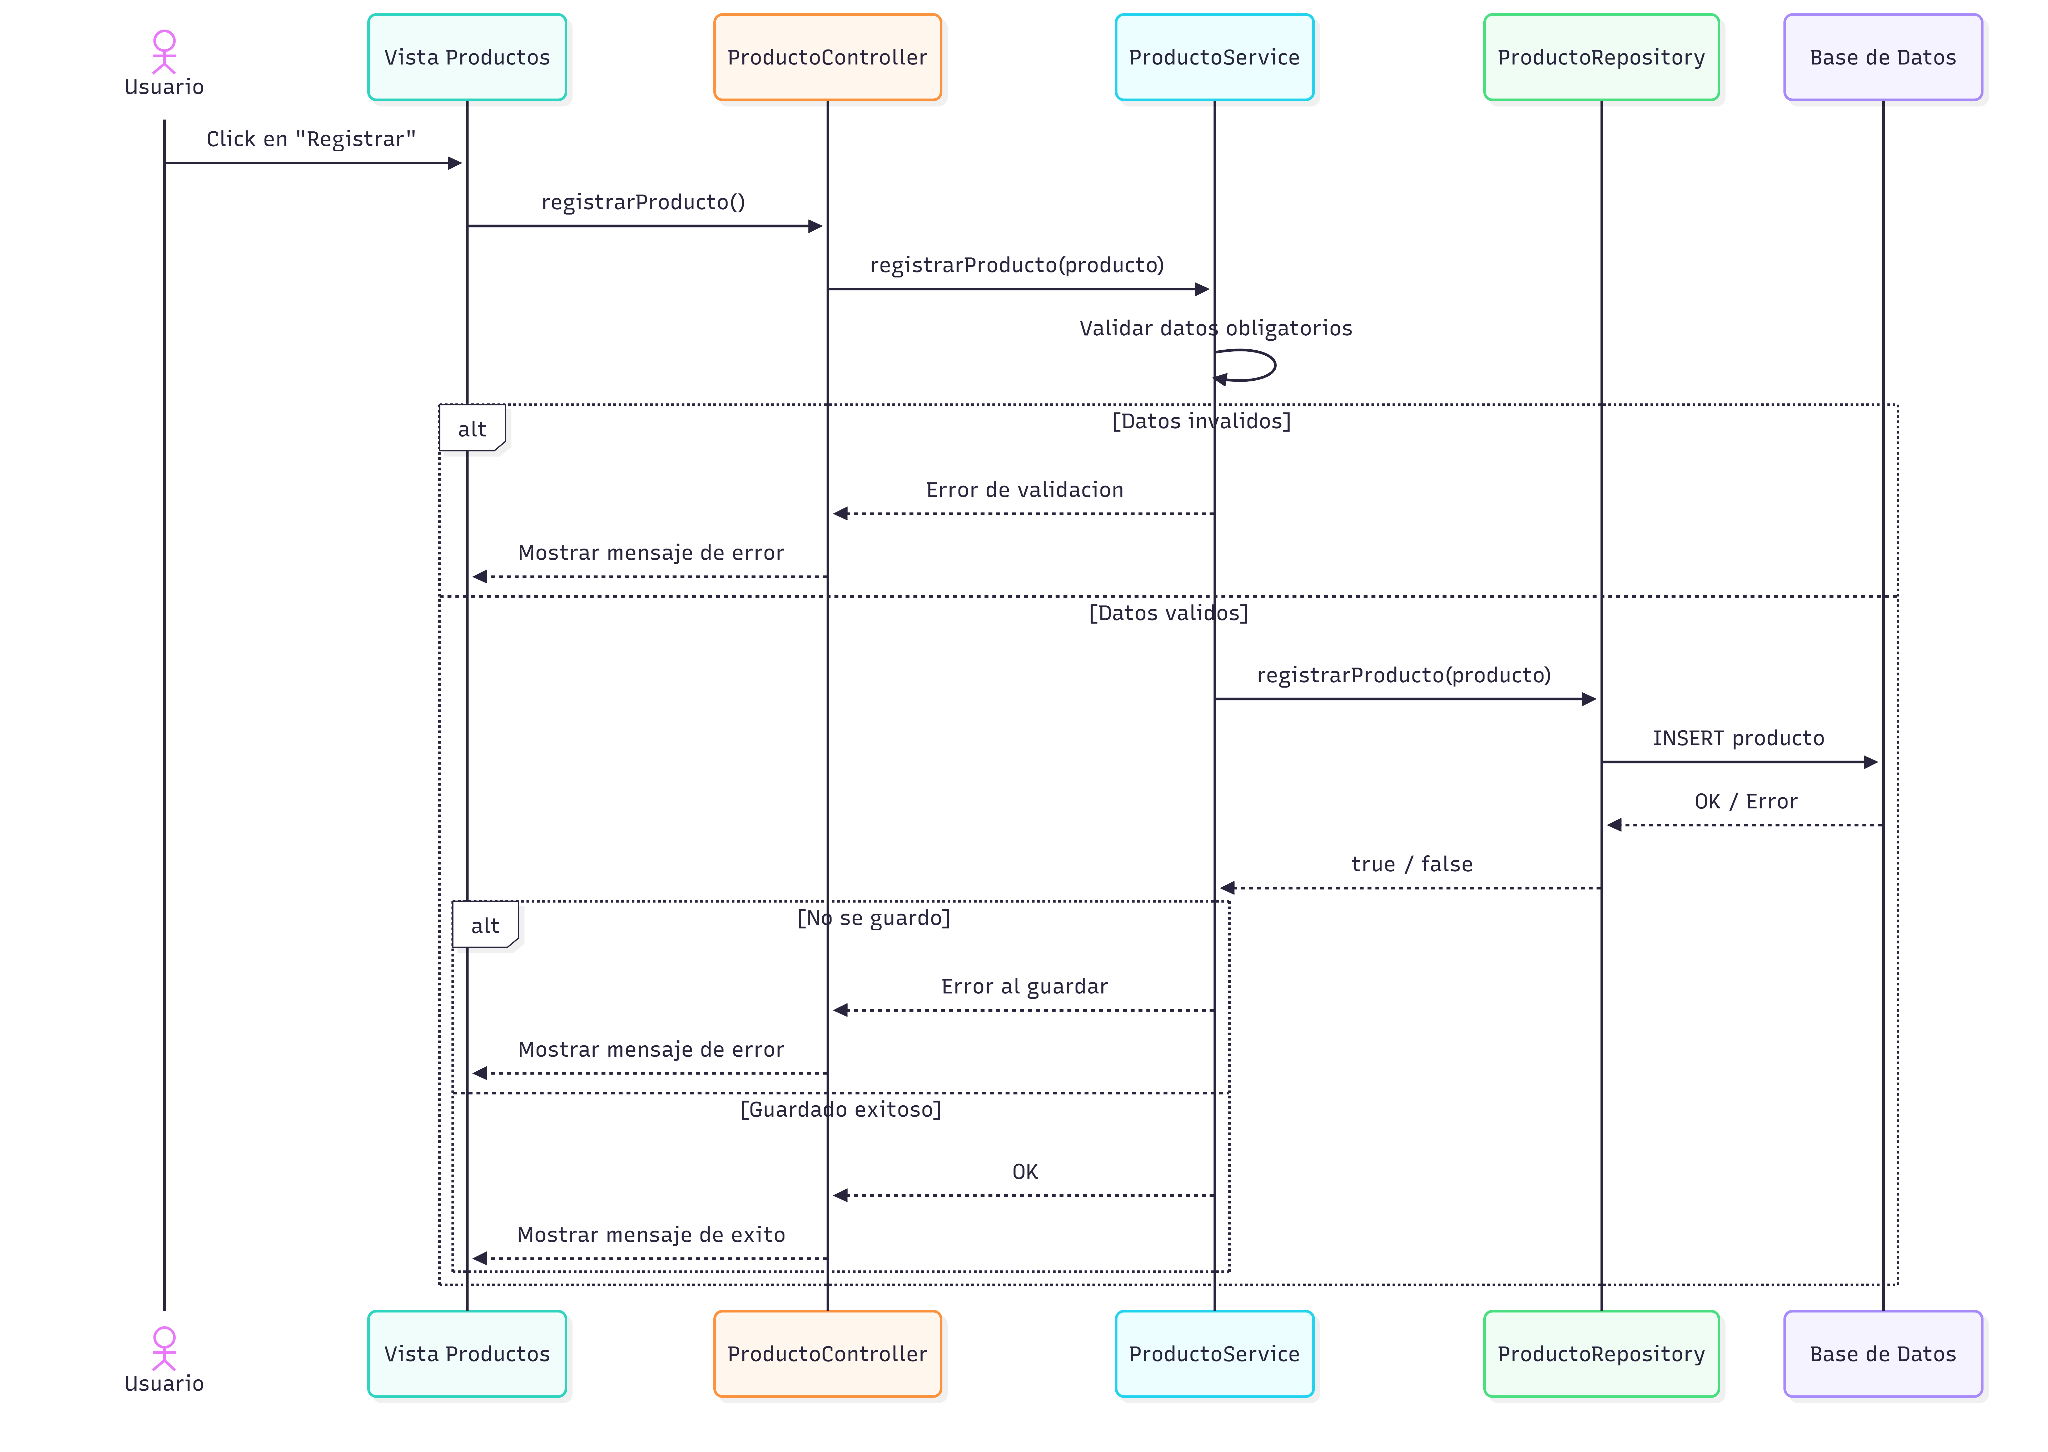 Usuario
Vista Productos
ProductoController
ProductoService
ProductoRepository
Base de Datos
Click en "Registrar"
registrarProducto()
registrarProducto(producto)
Validar datos obligatorios
alt
[Datos invalidos]
Error de validacion
Mostrar mensaje de error
[Datos validos]
registrarProducto(producto)
INSERT producto
OK / Error
true / false
alt
[No se guardo]
Error al guardar
Mostrar mensaje de error
[Guardado exitoso]
OK
Mostrar mensaje de exito
Usuario
Vista Productos
ProductoController
ProductoService
ProductoRepository
Base de Datos